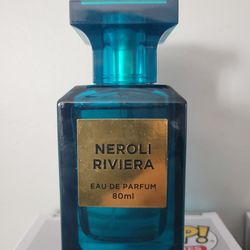 NEROLI
RIVIERA
EAU DE PARFUM
80ml
P!